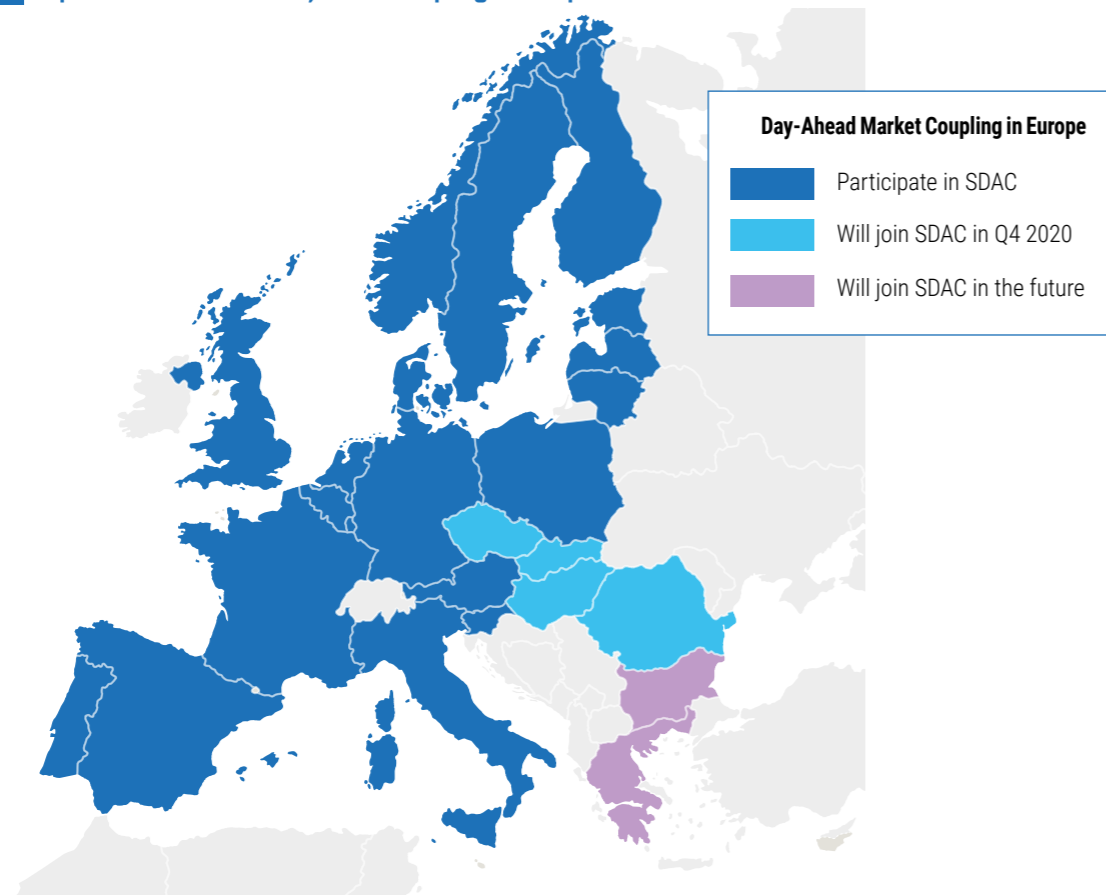 Day-Ahead Market Coupling in Europe
Participate in SDAC
Will join SDAC in Q4 2020
Will join SDAC in the future